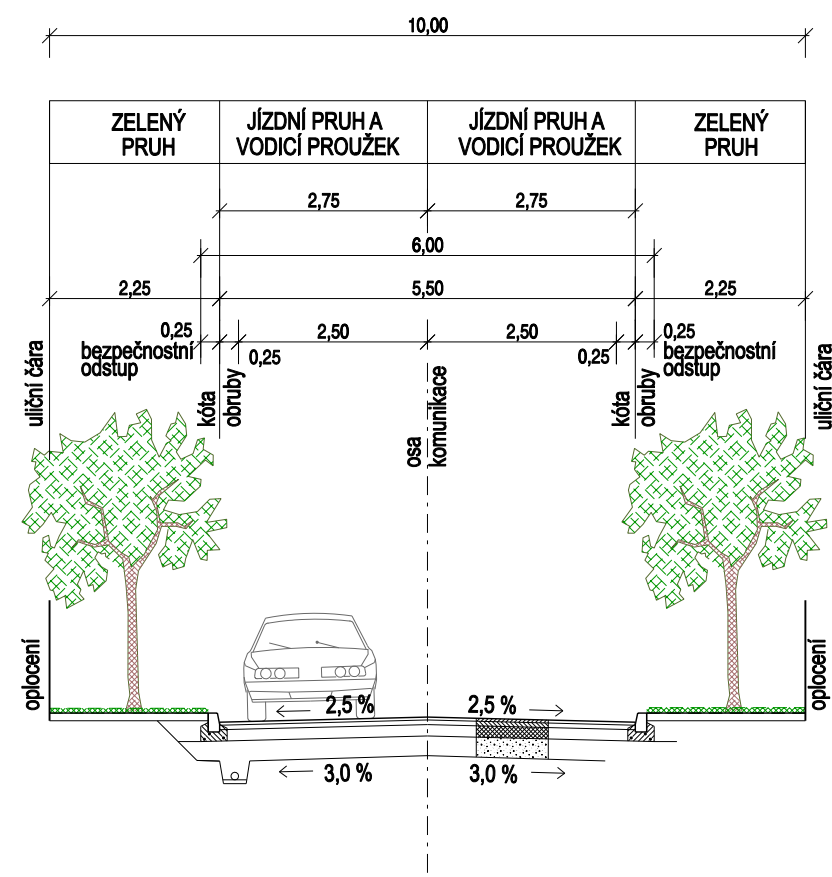 10,00
ZELENÝ
PRUH
JÍZDNÍ PRUH A
VODICÍ PROUŽEK
JÍZDNÍ PRUH A
VODICÍ PROUŽEK
ZELENÝ
PRUH
2,75
2,75
6,00
2,25
5,50
2,25
0,25
2,50
2,50
0,25
0,25
0,25
bezpečnostní
odstup
bezpečnostní
odstup
uliční čára
kóta
obruby
osa
komunikace
kóta
obruby
uliční čára
oplocení
oplocení
2,5 %
2,5 %
3,0 %
3,0 %